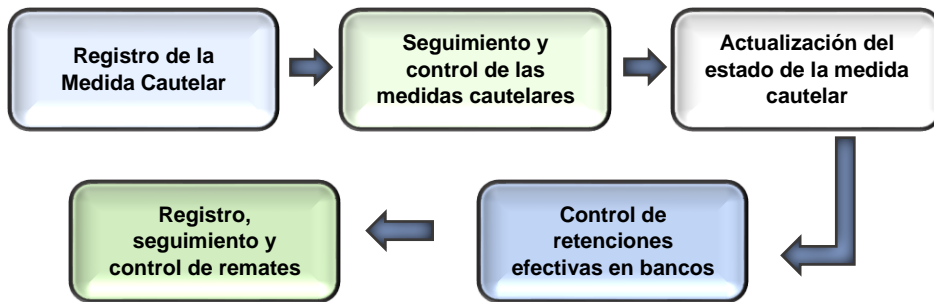 Registro de la
Medida Cautelar
Seguimiento y
control de las
medidas cautelares
Actualización del
estado de la medida
cautelar
Control de
retenciones
efectivas en bancos
Registro,
seguimiento y
control de remates